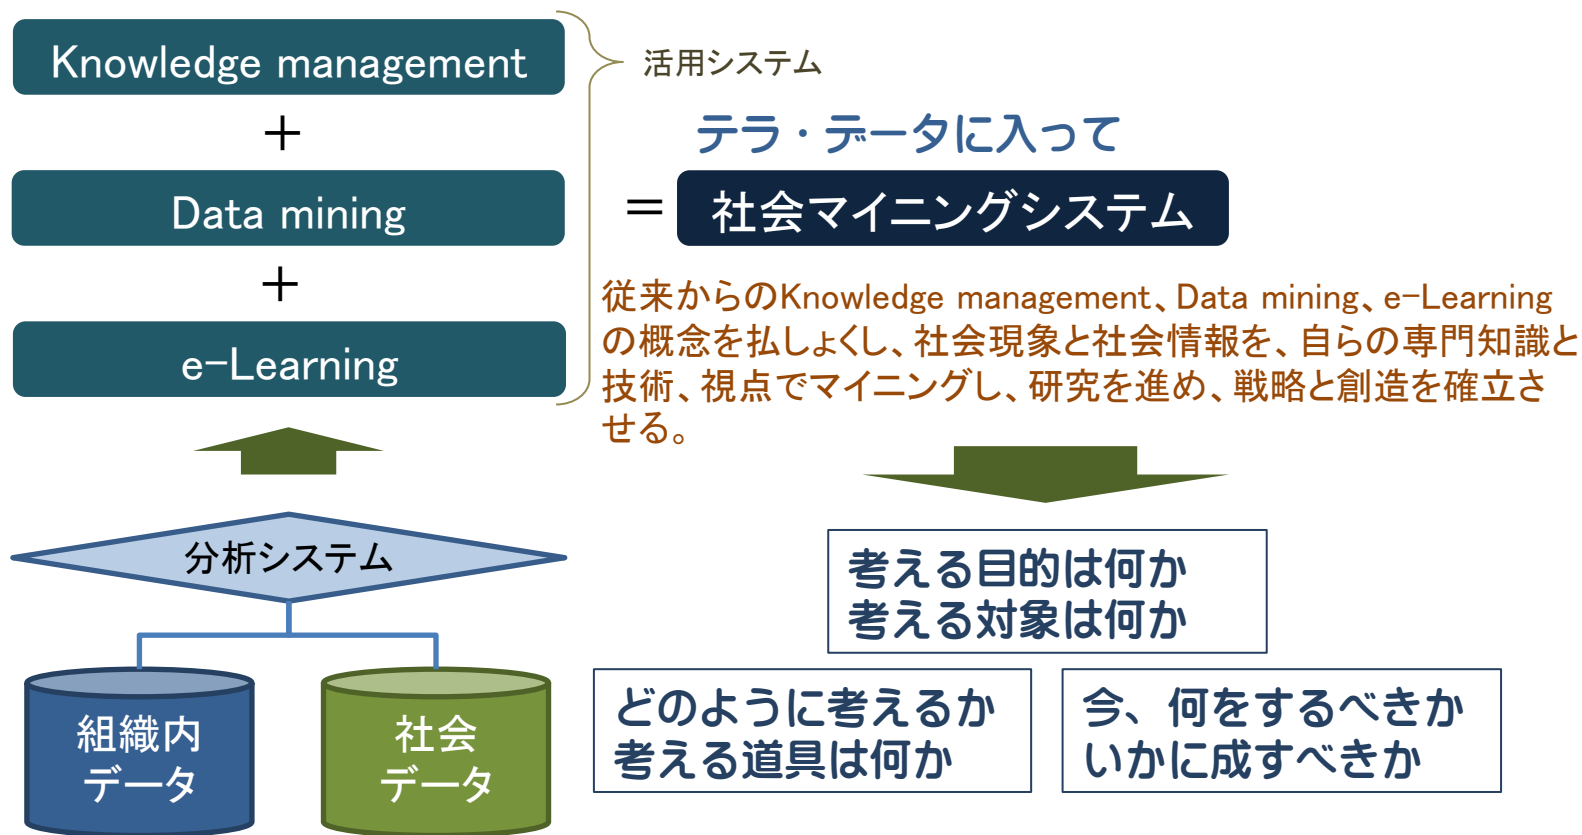 Knowledge management
+
Data mining
+
e-Learning
活用システム
テラ・データに入って
＝
社会マイニングシステム
従来からのKnowledge management、Data mining、e-Learning
の概念を払しょくし、社会現象と社会情報を、自らの専門知識と
技術、視点でマイニングし、研究を進め、戦略と創造を確立さ
せる。
分析システム
組織内
データ
社会
データ
考える目的は何か
考える対象は何か
どのように考えるか
考える道具は何か
今、何をするべきか
いかに成すべきか